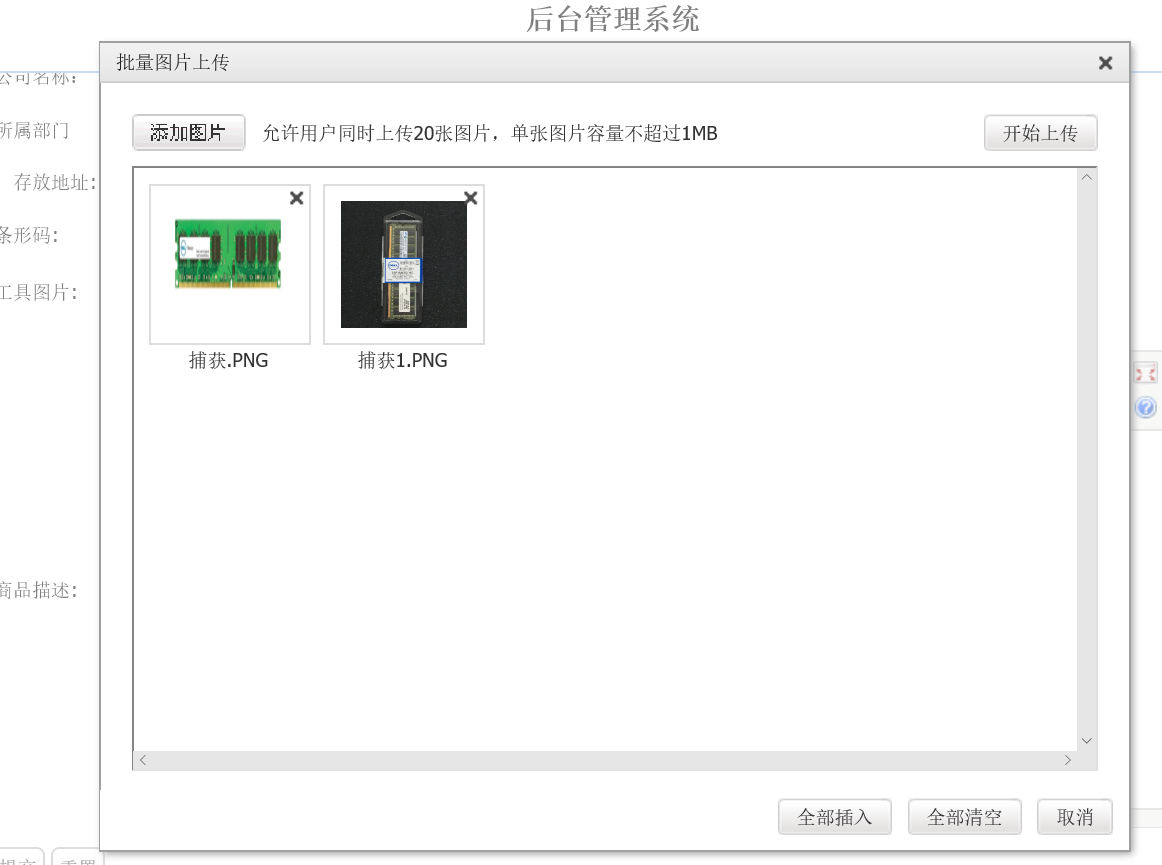 后台管理系统
批量图片上传
公司名称:
所属部门
存放地址:
条形码:
工具图片:
商品描述:
添加图片
允许用户同时上传20张图片，单张图片容量不超过1MB
开始上传
捕获.PNG
捕获1.PNG
全部插入
全部清空
取消
提交
重置